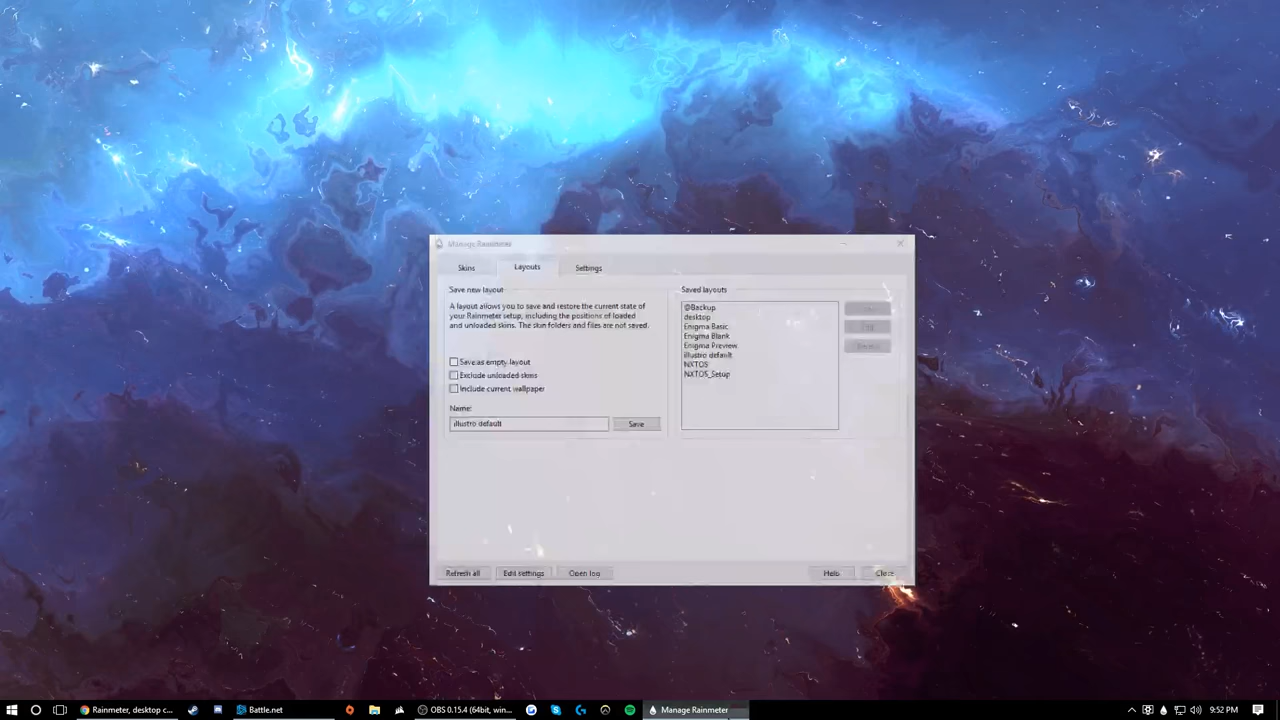 Manage Rainmeter
Skins
Layouts
Settings
Save new layout
A layout allows you to save and restore the current state of
your Rainmeter setup, including the positions of loaded
and unloaded skins. The skin folders and files are not saved.
Save as empty layout
Exclude unloaded skins
Include current wallpaper
Name:
illustro default
Save
Saved layouts
@Backup
desktop
Enigma Basic
Enigma Blank
Enigma Preview
illustro default
NXTOS
NXTOS_Setup
Refresh all
Edit settings
Open log
Help
Close
Rainmeter, desktop c...
Battle.net
OBS 0.15.4 (64bit, win...
Manage Rainmeter
9:52 PM